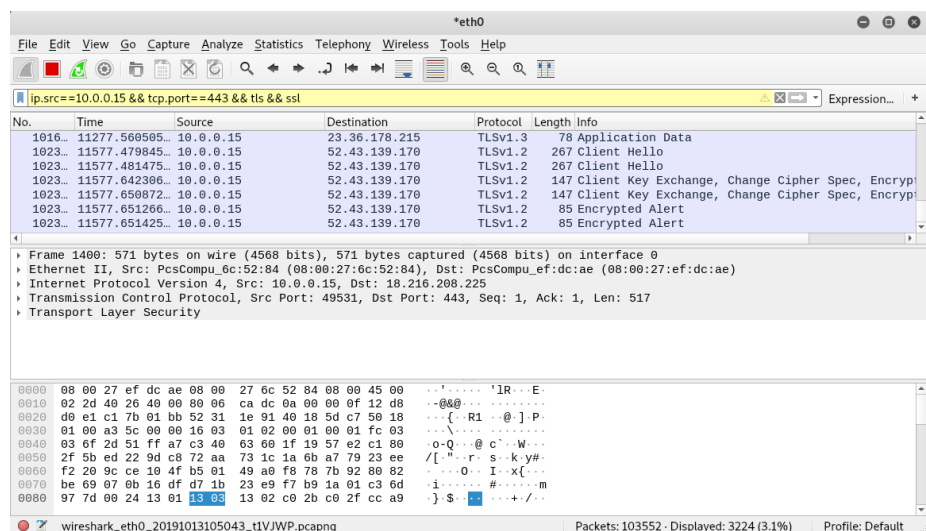 *eth0
File Edit View Go Capture Analyze Statistics Telephony Wireless Tools Help
ip.src==10.0.0.15 && tcp.port==443 && tls && ssl Expression... +
No. Time Source Destination Protocol Length Info
1016… 11277.560505… 10.0.0.15 23.36.178.215 TLSv1.3 78 Application Data
1023… 11577.479845… 10.0.0.15 52.43.139.170 TLSv1.2 267 Client Hello
1023… 11577.481475… 10.0.0.15 52.43.139.170 TLSv1.2 267 Client Hello
1023… 11577.642306… 10.0.0.15 52.43.139.170 TLSv1.2 147 Client Key Exchange, Change Cipher Spec, Encryp
1023… 11577.650872… 10.0.0.15 52.43.139.170 TLSv1.2 147 Client Key Exchange, Change Cipher Spec, Encryp
1023… 11577.651266… 10.0.0.15 52.43.139.170 TLSv1.2 85 Encrypted Alert
1023… 11577.651425… 10.0.0.15 52.43.139.170 TLSv1.2 85 Encrypted Alert
Frame 1400: 571 bytes on wire (4568 bits), 571 bytes captured (4568 bits) on interface 0
Ethernet II, Src: PcsCompu_6c:52:84 (08:00:27:6c:52:84), Dst: PcsCompu_ef:dc:ae (08:00:27:ef:dc:ae)
Internet Protocol Version 4, Src: 10.0.0.15, Dst: 18.216.208.225
Transmission Control Protocol, Src Port: 49531, Dst Port: 443, Seq: 1, Ack: 1, Len: 517
Transport Layer Security
0000 08 00 27 ef dc ae 08 00 27 6c 52 84 08 00 45 00 ··'····· 'lR···E·
0010 02 2d 40 26 40 00 80 06 ca dc 0a 00 00 0f 12 d8 ·-@&@··· ········
0020 d0 e1 c1 7b 01 bb 52 31 1e 91 40 18 5d c7 50 18 ···{··R1 ··@·]·P·
0030 01 00 a3 5c 00 00 16 03 01 02 00 01 00 01 fc 03 ···\···· ········
0040 03 6f 2d 51 ff a7 c3 40 63 60 1f 19 57 e2 c1 80 ·o-Q···@ c`··W···
0050 2f 5b ed 22 9d c8 72 aa 73 1c 1a 6b a7 79 23 ee /[·"··r· s··k·y#·
0060 f2 20 9c ce 10 4f b5 01 49 a0 f8 78 7b 92 80 82 · ···O·· I··x{···
0070 be 69 07 0b 16 df d7 1b 23 e9 f7 b9 1a 01 c3 6d ·i······ #······m
0080 97 7d 00 24 13 01 13 03 13 02 c0 2b c0 2f cc a9 ·}·$···· ···+·/··
wireshark_eth0_20191013105043_t1VJWP.pcapng Packets: 103552 · Displayed: 3224 (3.1%) Profile: Default